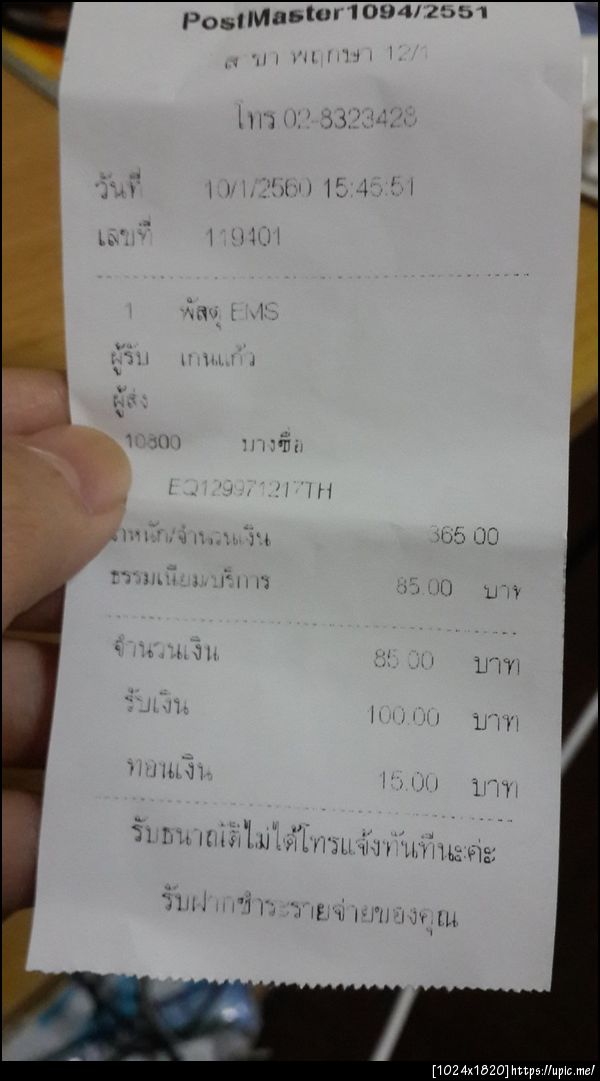 PostMaster1094/2551
สาขา พฤกษา 12/1
โทร 02-8323428
วันที่ 10/1/2560 15:45:51
เลขที่ 119401
1 พัสดุ EMS
ผู้รับ เกนแก้ว
ผู้ส่ง
10800 บางซื่อ
EQ129971217TH
น้ำหนัก/จำนวนเงิน 365.00
ธรรมเนียม/บริการ 85.00 บาท
จำนวนเงิน 85.00 บาท
รับเงิน 100.00 บาท
ทอนเงิน 15.00 บาท
รับธนาณัติไม่ได้โทรแจ้งทันทีนะค่ะ
รับฝากชำระรายจ่ายของคุณ
[1024x1820]https://upic.me/